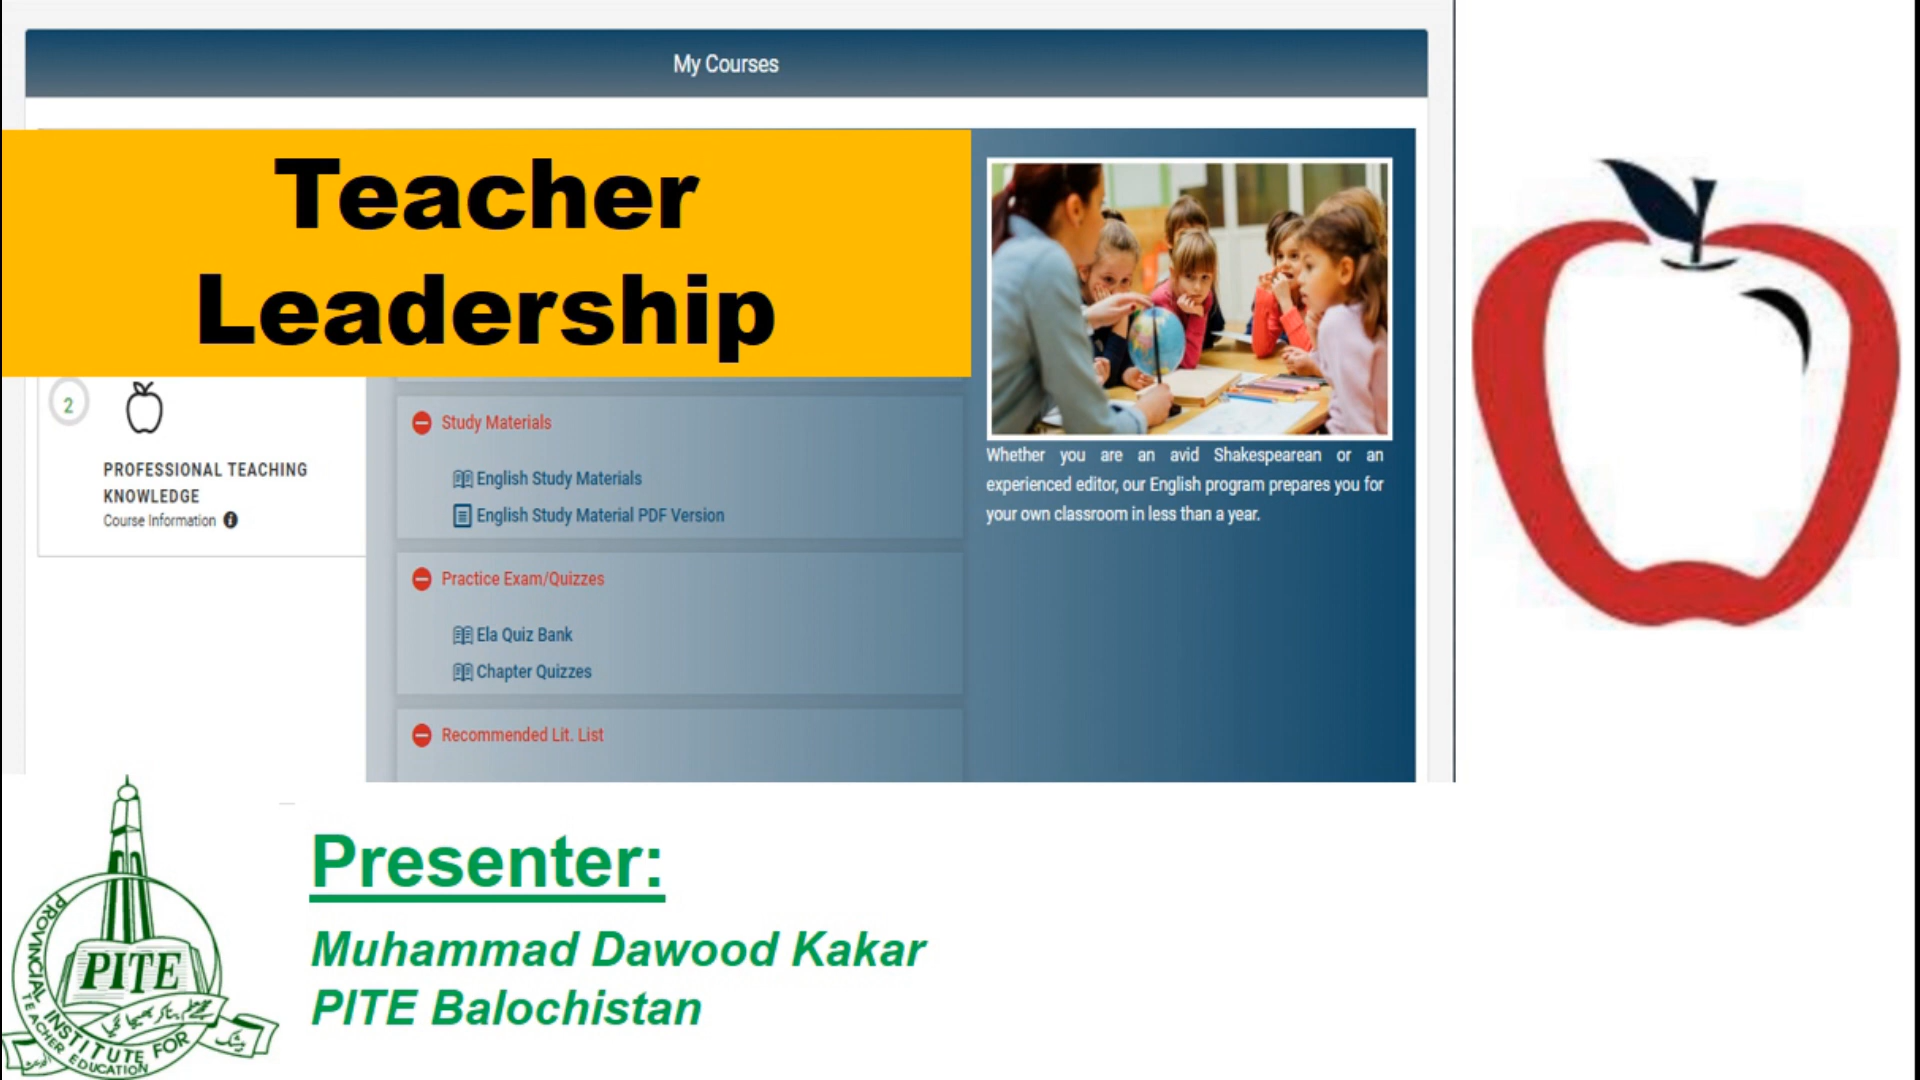 My Courses
Teacher
Leadership
2
PROFESSIONAL TEACHING
KNOWLEDGE
Course Information
Study Materials
English Study Materials
English Study Material PDF Version
Practice Exam/Quizzes
Ela Quiz Bank
Chapter Quizzes
Recommended Lit. List
Whether you are an avid Shakespearean or an
experienced editor, our English program prepares you for
your own classroom in less than a year.
Presenter:
Muhammad Dawood Kakar
PITE Balochistan
PITE
PROVINCIAL INSTITUTE FOR
TEACHER EDUCATION